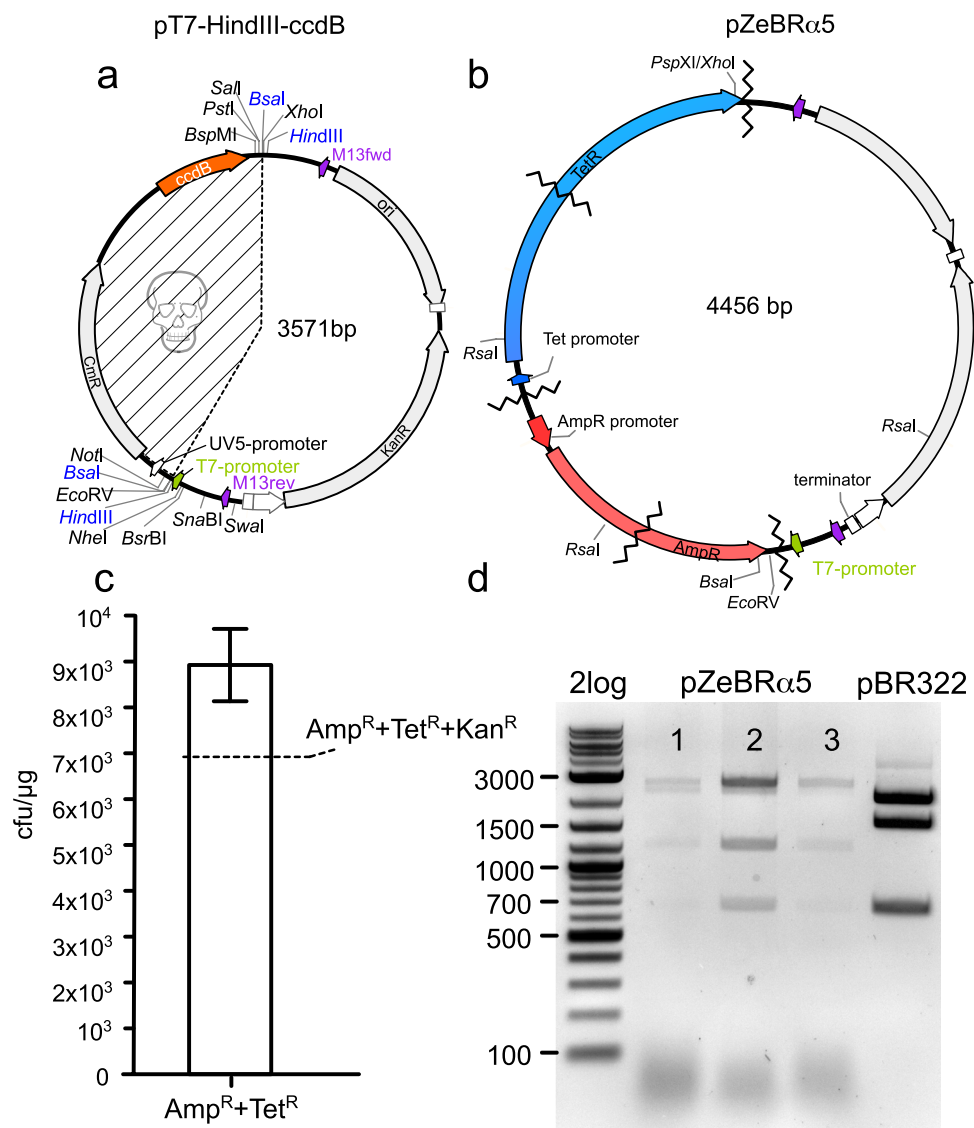 pT7-HindIII-ccdB
pZeBRα5
a
SalI
BsaI
PstI
XhoI
BspMI
HindIII
M13fwd
ccdB
ori
3571bp
CmR
KanR
UV5-promoter
NotI
T7-promoter
BsaI
M13rev
EcoRV
HindIII
SnaBI
SwaI
NheI
BsrBI
b
PspXI/XhoI
TetR
4456 bp
RsaI
Tet promoter
AmpR promoter
RsaI
terminator
RsaI
AmpR
BsaI
T7-promoter
EcoRV
c
10⁴
9x10³
8x10³
7x10³
6x10³
5x10³
4x10³
3x10³
2x10³
10³
0
cfu/µg
Ampᴿ+Tetᴿ+Kanᴿ
Ampᴿ+Tetᴿ
d
2log
pZeBRα5
pBR322
1 2 3
3000
1500
1000
700
500
100